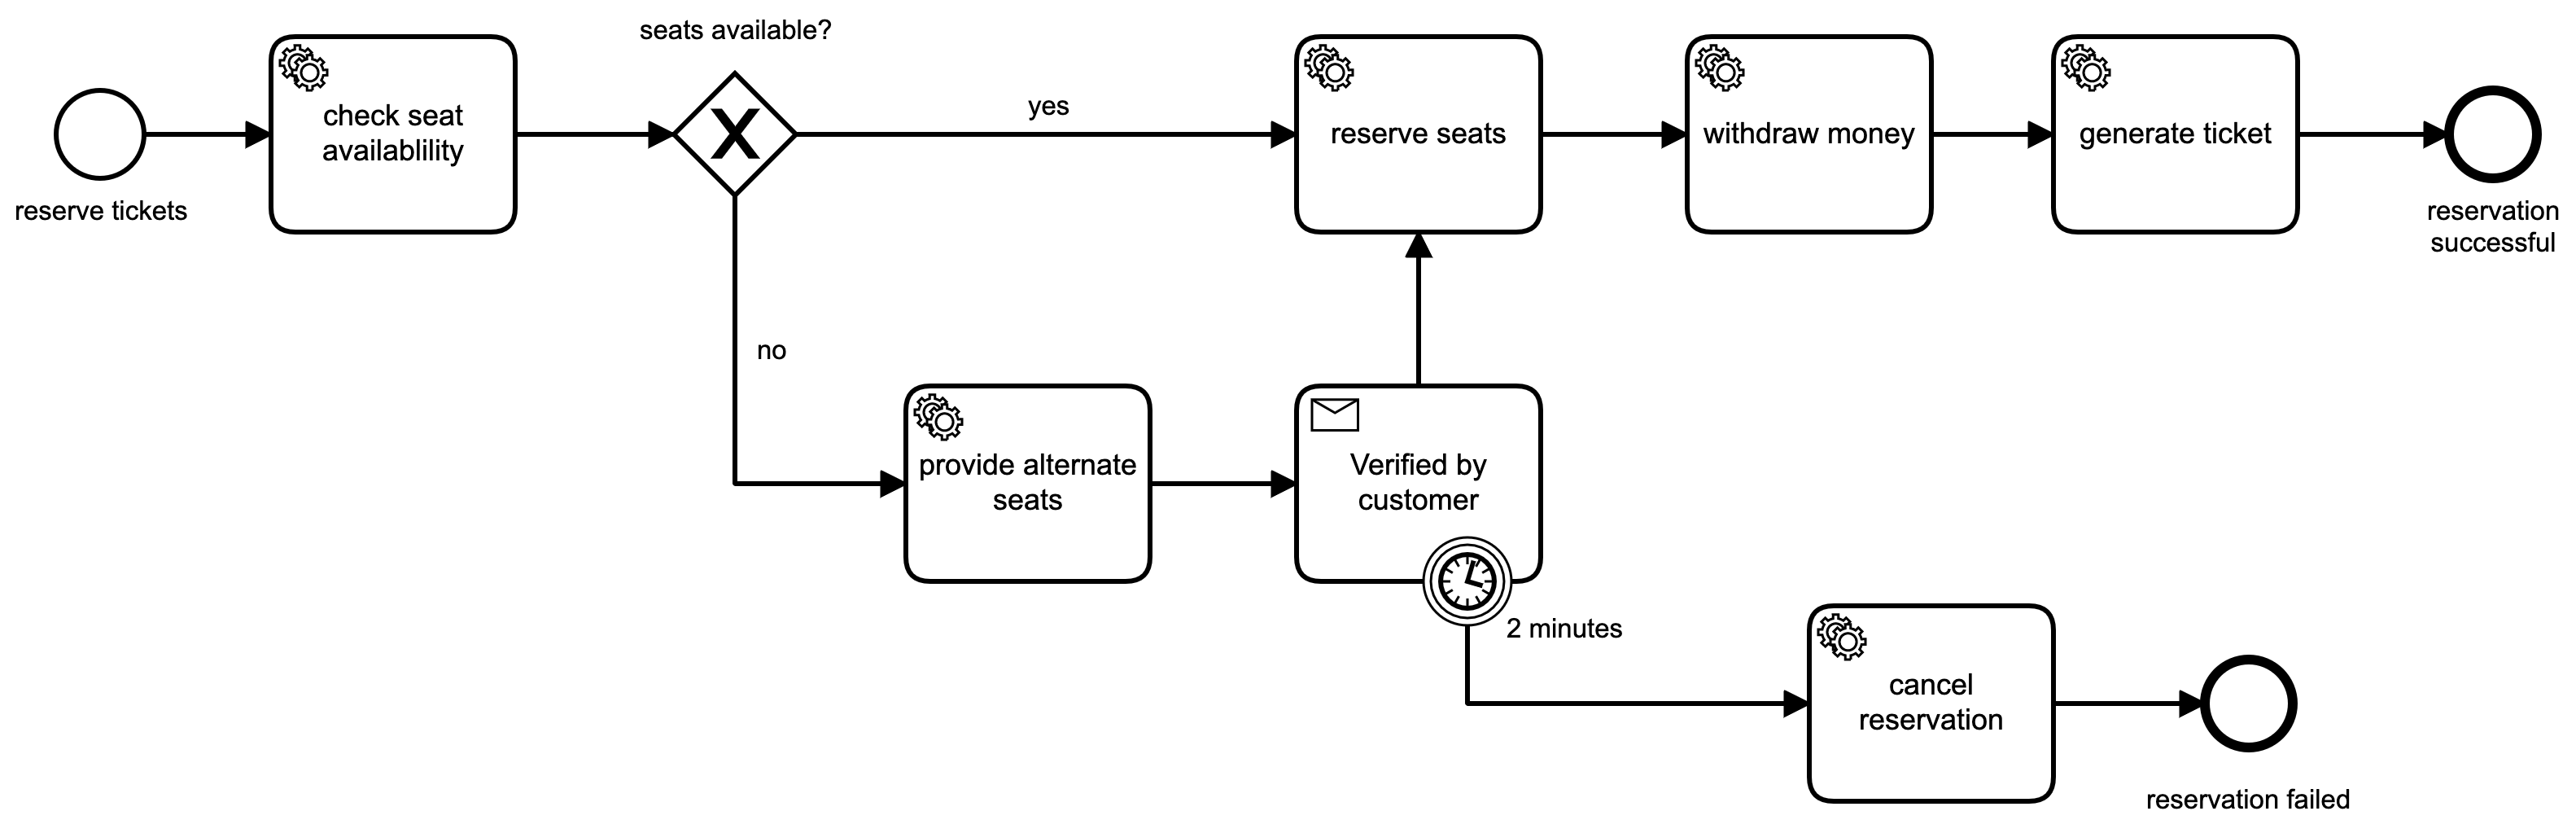 seats available?
reserve tickets
check seat
availablility
yes
no
reserve seats
withdraw money
generate ticket
reservation
successful
provide alternate
seats
Verified by
customer
2 minutes
cancel
reservation
reservation failed